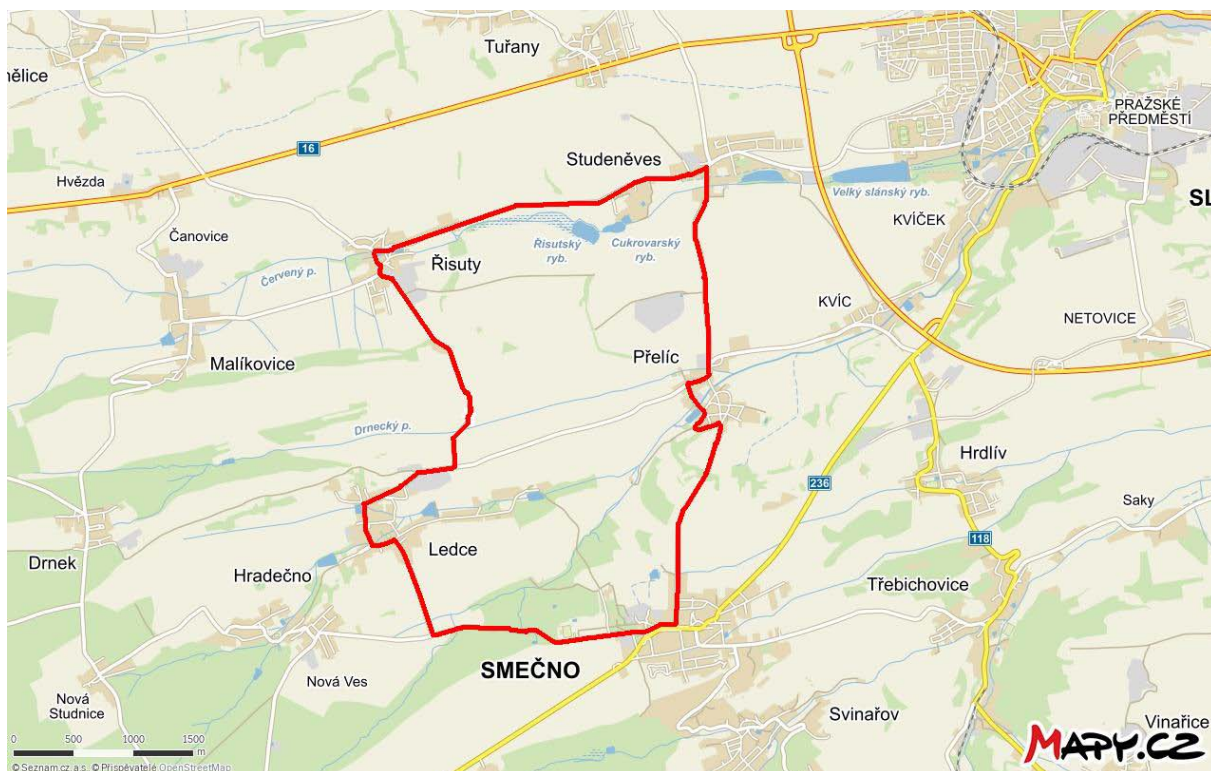 Tuřany
nělice
PRAŽSKÉ
PŘEDMĚSTÍ
16
Studeněves
Hvězda
Velký slánský ryb.
SL
KVÍČEK
Čanovice
Řisutský
ryb.
Cukrovarský
ryb.
Řisuty
Červený p.
KVÍC
NETOVICE
Přelíc
Malíkovice
Drnecký p.
Hrdlív
236
Saky
118
Ledce
Drnek
Hradečno
Třebichovice
SMEČNO
Nová Ves
Nová
Studnice
Svinařov
Vinařice
MAPY.CZ
0 500 1000 1500
m
© Seznam.cz, a.s. © Přispěvatelé OpenStreetMap